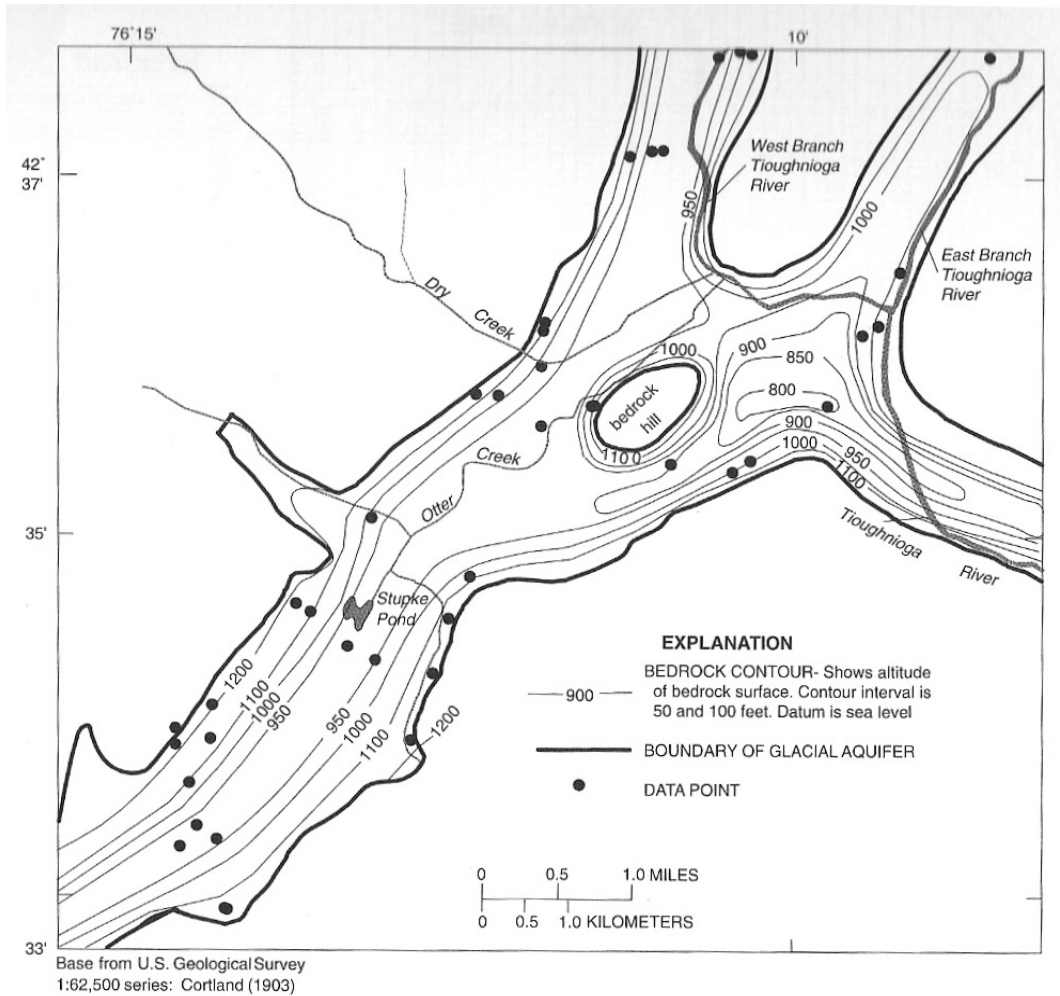 76° 15'
10'
42°
37'
West Branch
Tioughnioga
River
950
1000
East Branch
Tioughnioga
River
Dry
Creek
1000
900
850
800
bedrock
hill
900
1000
950
1100
1100
Creek
Otter
35'
Tioughnioga
River
Stupke
Pond
1200
1100
1000
950
950
1000
1100
1200
EXPLANATION
900
BEDROCK CONTOUR- Shows altitude
of bedrock surface. Contour interval is
50 and 100 feet. Datum is sea level
BOUNDARY OF GLACIAL AQUIFER
DATA POINT
0 0.5 1.0 MILES
0 0.5 1.0 KILOMETERS
33'
Base from U.S. Geological Survey
1:62,500 series: Cortland (1903)